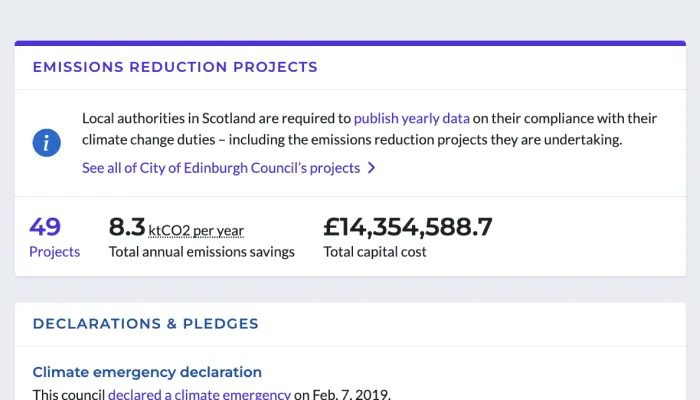 EMISSIONS REDUCTION PROJECTS
Local authorities in Scotland are required to publish yearly data on their compliance with their
climate change duties – including the emissions reduction projects they are undertaking.
See all of City of Edinburgh Council’s projects
49 8.3 ktCO2 per year £14,354,588.7
Projects Total annual emissions savings Total capital cost
DECLARATIONS & PLEDGES
Climate emergency declaration
This council declared a climate emergency on Feb. 7, 2019.